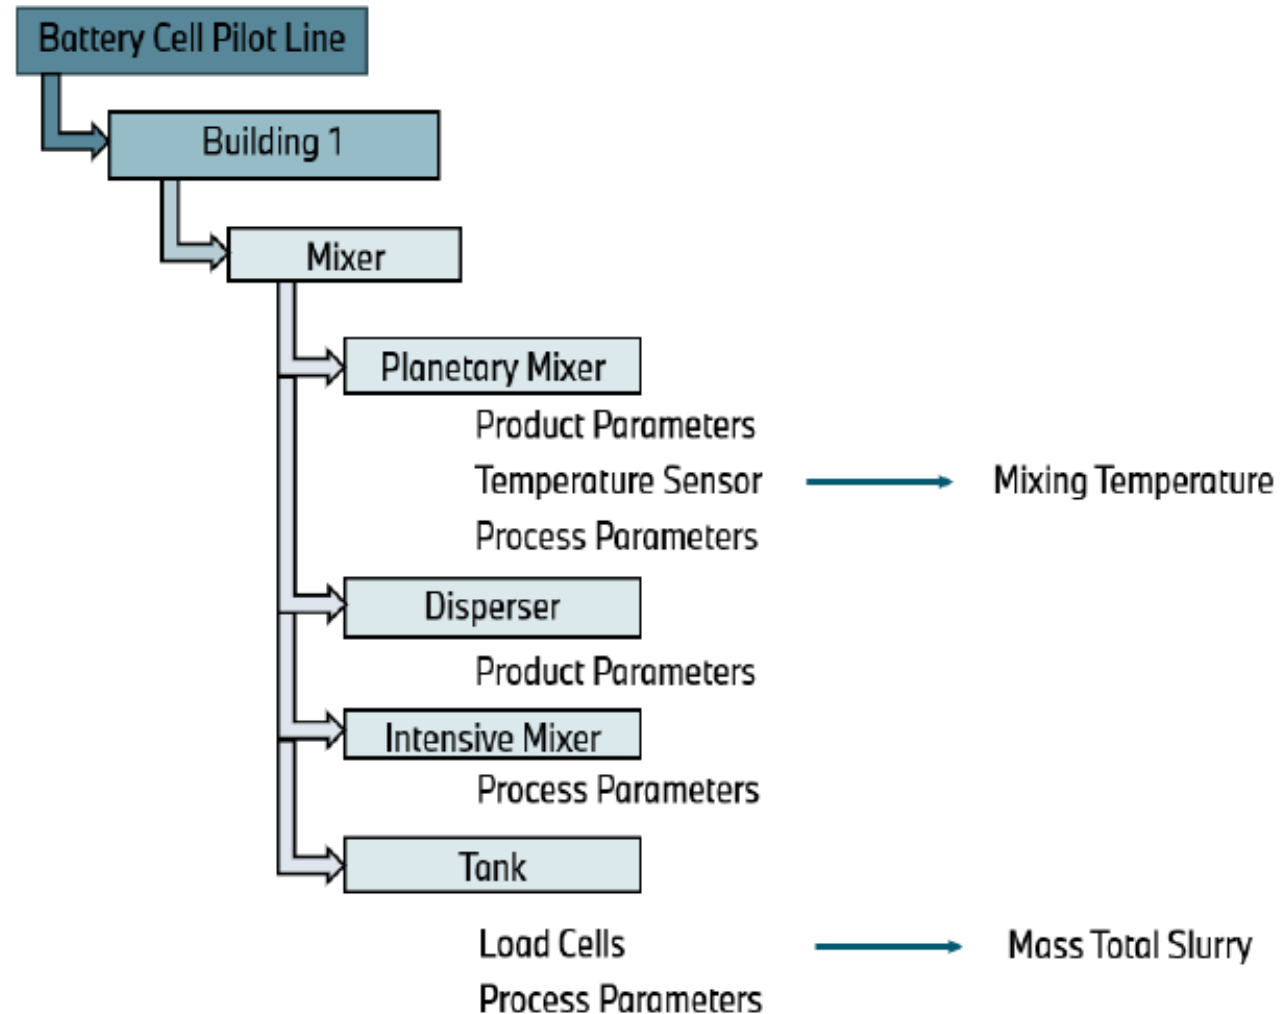 Battery Cell Pilot Line
Building 1
Mixer
Planetary Mixer
Product Parameters
Temperature Sensor
Mixing Temperature
Process Parameters
Disperser
Product Parameters
Intensive Mixer
Process Parameters
Tank
Load Cells
Mass Total Slurry
Process Parameters